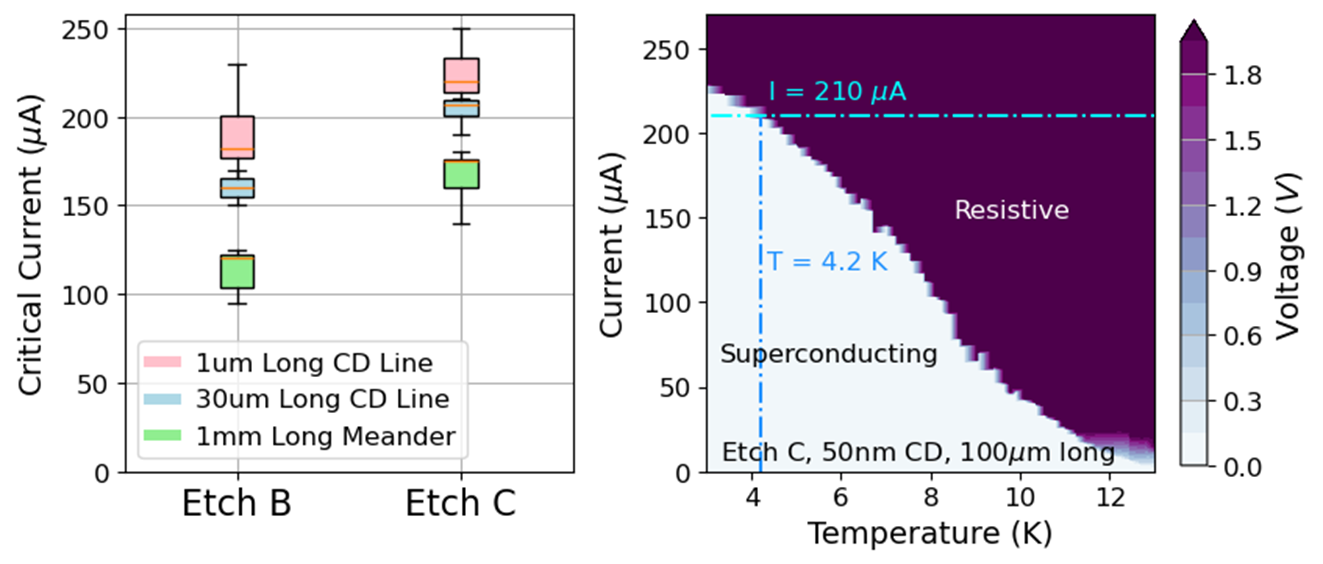 Critical Current (μA)
250
200
150
100
50
0
1um Long CD Line
30um Long CD Line
1mm Long Meander
Etch B
Etch C
Current (μA)
250
200
150
100
50
0
I = 210 μA
Resistive
T = 4.2 K
Superconducting
Etch C, 50nm CD, 100μm long
4 6 8 10 12
Temperature (K)
1.8
1.5
1.2
0.9
0.6
0.3
0.0
Voltage (V)